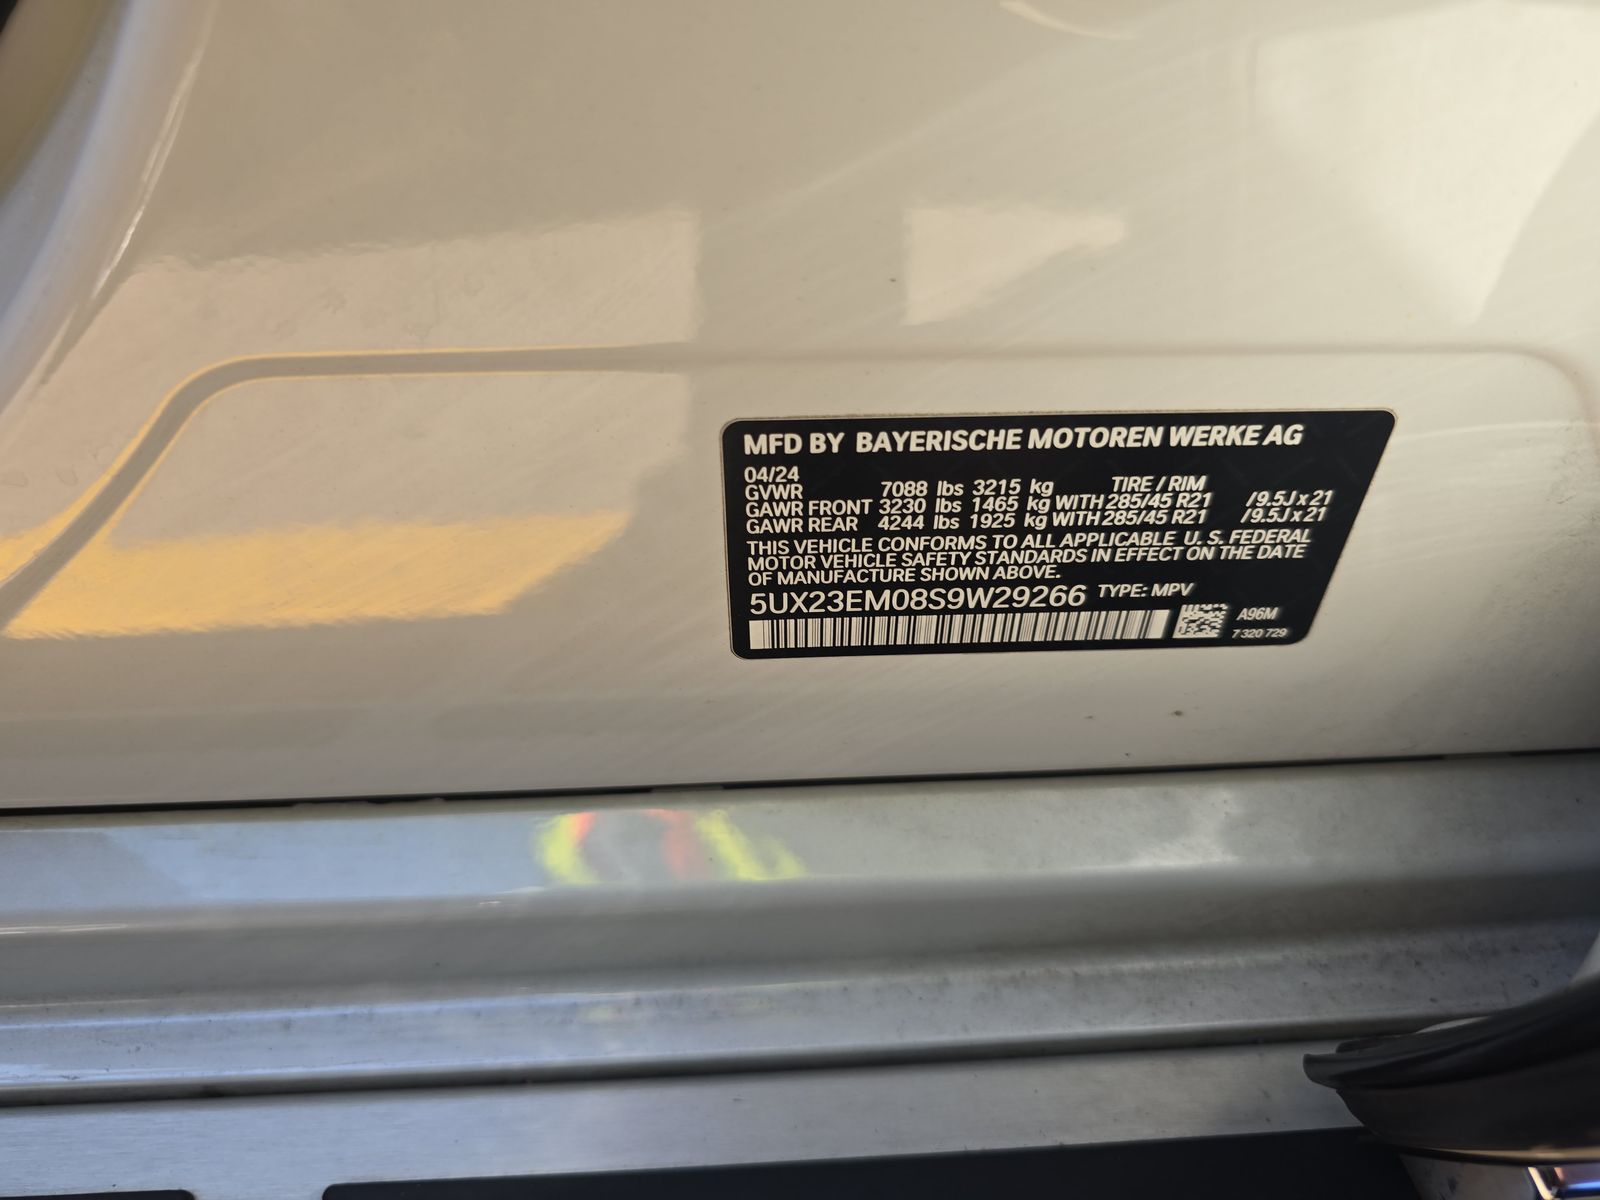 MFD BY BAYERISCHE MOTOREN WERKE AG
04/24
GVWR 7088 lbs 3215 kg TIRE / RIM
GAWR FRONT 3230 lbs 1465 kg WITH 285/45 R21 /9.5J x 21
GAWR REAR 4244 lbs 1925 kg WITH 285/45 R21 /9.5J x 21
THIS VEHICLE CONFORMS TO ALL APPLICABLE U. S. FEDERAL
MOTOR VEHICLE SAFETY STANDARDS IN EFFECT ON THE DATE
OF MANUFACTURE SHOWN ABOVE.
5UX23EM08S9W29266 TYPE: MPV
A96M
7 320 729